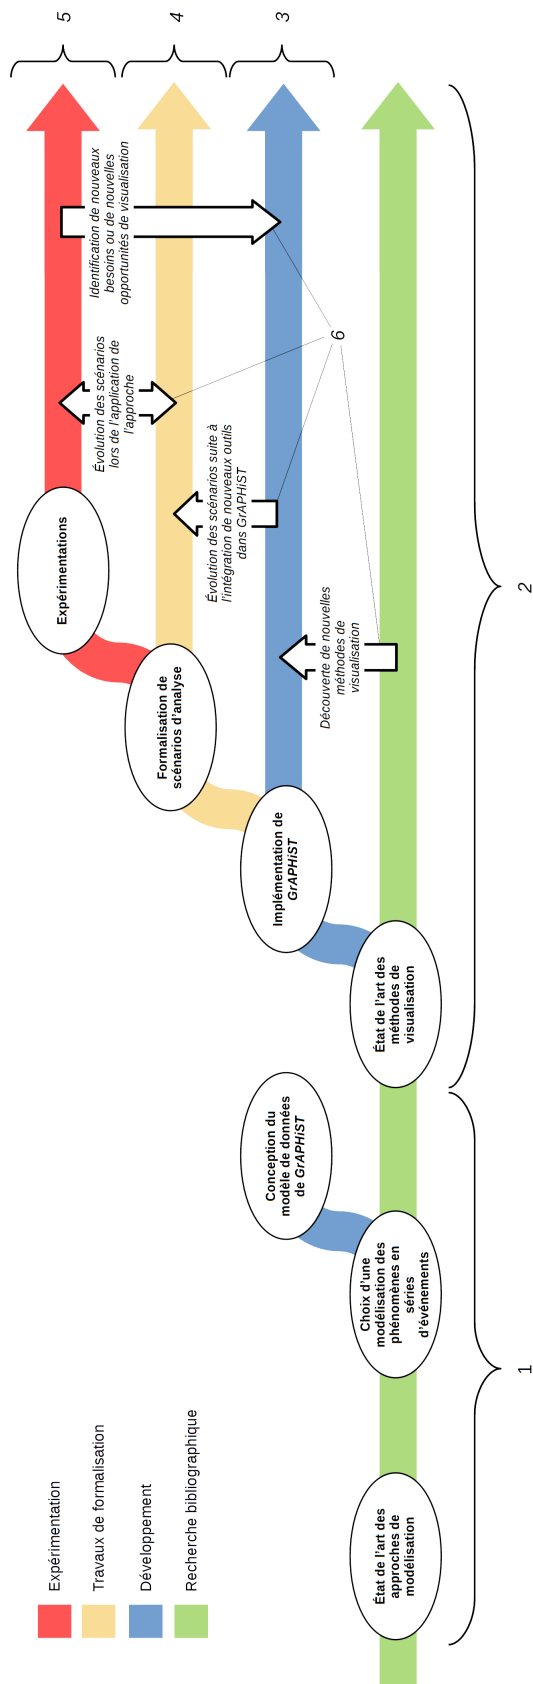 Expérimentation
Travaux de formalisation
Développement
Recherche bibliographique
État de l'art des
approches de
modélisation
Choix d'une
modélisation des
phénomènes en
séries
d'événements
Conception du
modèle de données
de GrAPHiST
État de l'art des
méthodes de
visualisation
Implémentation de
GrAPHiST
Formalisation de
scénarios d'analyse
Expérimentations
Découverte de nouvelles
méthodes de
visualisation
Évolution des scénarios suite à
l'intégration de nouveaux outils
dans GrAPHiST
Évolution des scénarios
lors de l'application de
l'approche
Identification de nouveaux
besoins ou de nouvelles
opportunités de visualisation
1
2
3
4
5
6